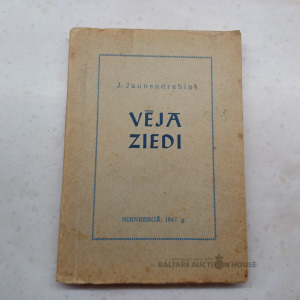 J. Jaunsudrabiņš
VĒJA
ZIEDI
NIRNBERGĀ, 1947. g.
BALTARS AUCTION HOUSE